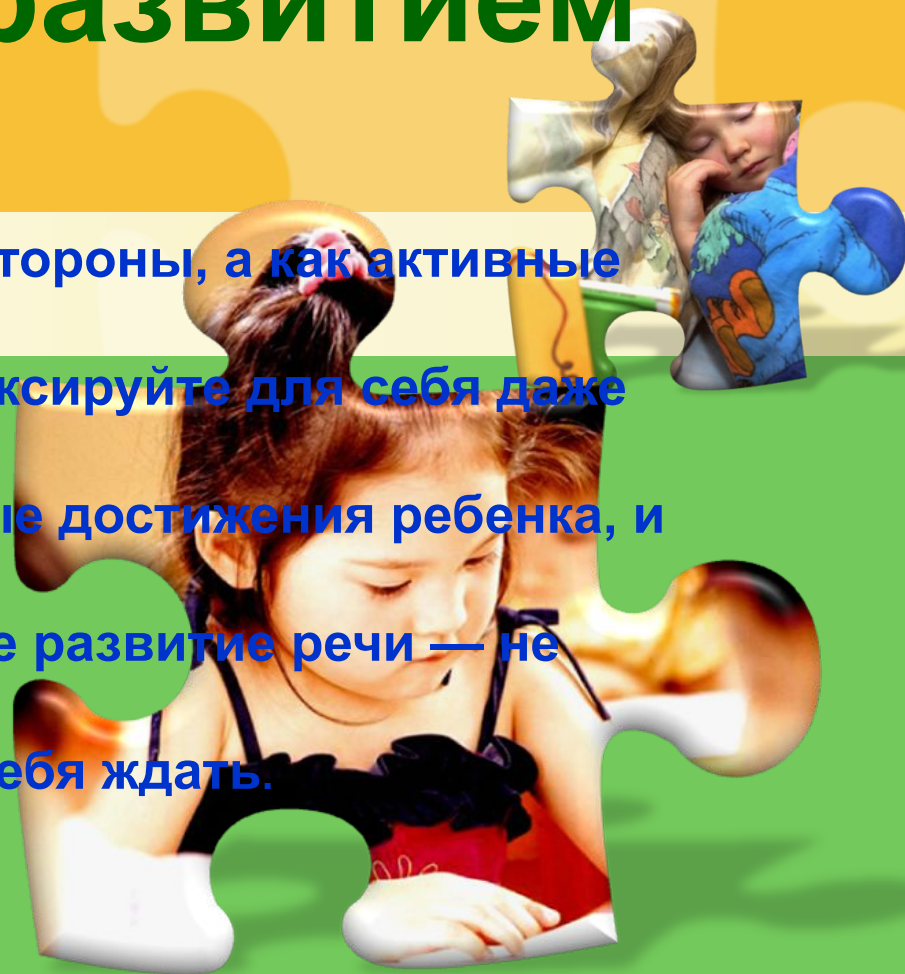 развитием
тороны, а как активные
ксируйте для себя даже
е достижения ребенка, и
е развитие речи — не
ебя ждать.